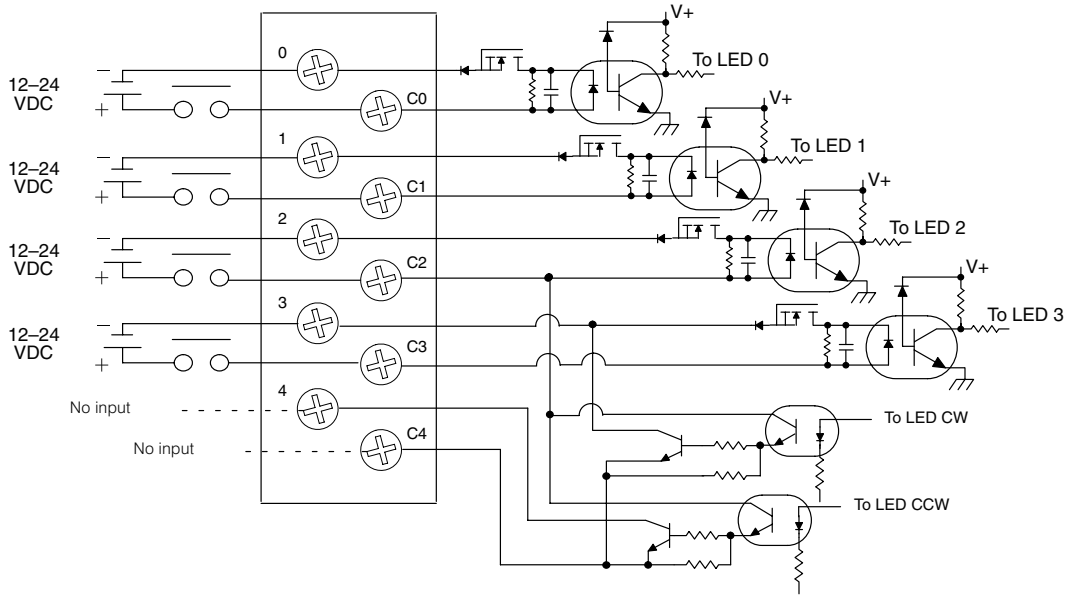 V+
0
To LED 0
–
12–24
VDC
+
C0
V+
1
To LED 1
–
12–24
VDC
+
C1
V+
2
To LED 2
–
12–24
VDC
+
C2
V+
3
To LED 3
–
12–24
VDC
+
C3
4
No input
To LED CW
C4
No input
To LED CCW